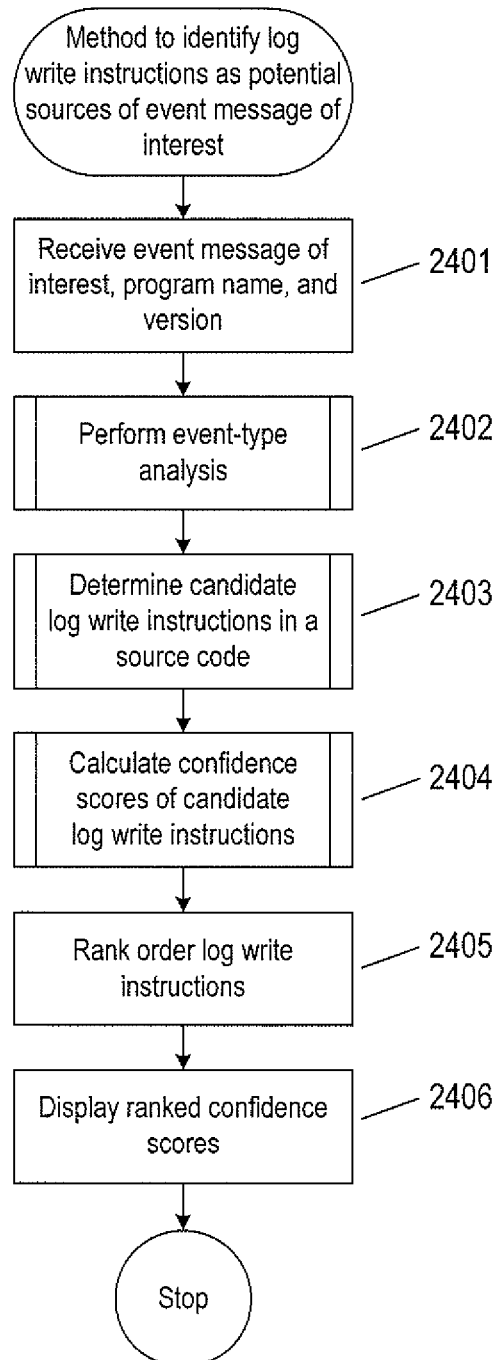 Method to identify log
write instructions as potential
sources of event message of
interest
Receive event message of
interest, program name, and
version
2401
Perform event-type
analysis
2402
Determine candidate
log write instructions in a
source code
2403
Calculate confidence
scores of candidate
log write instructions
2404
Rank order log write
instructions
2405
Display ranked confidence
scores
2406
Stop